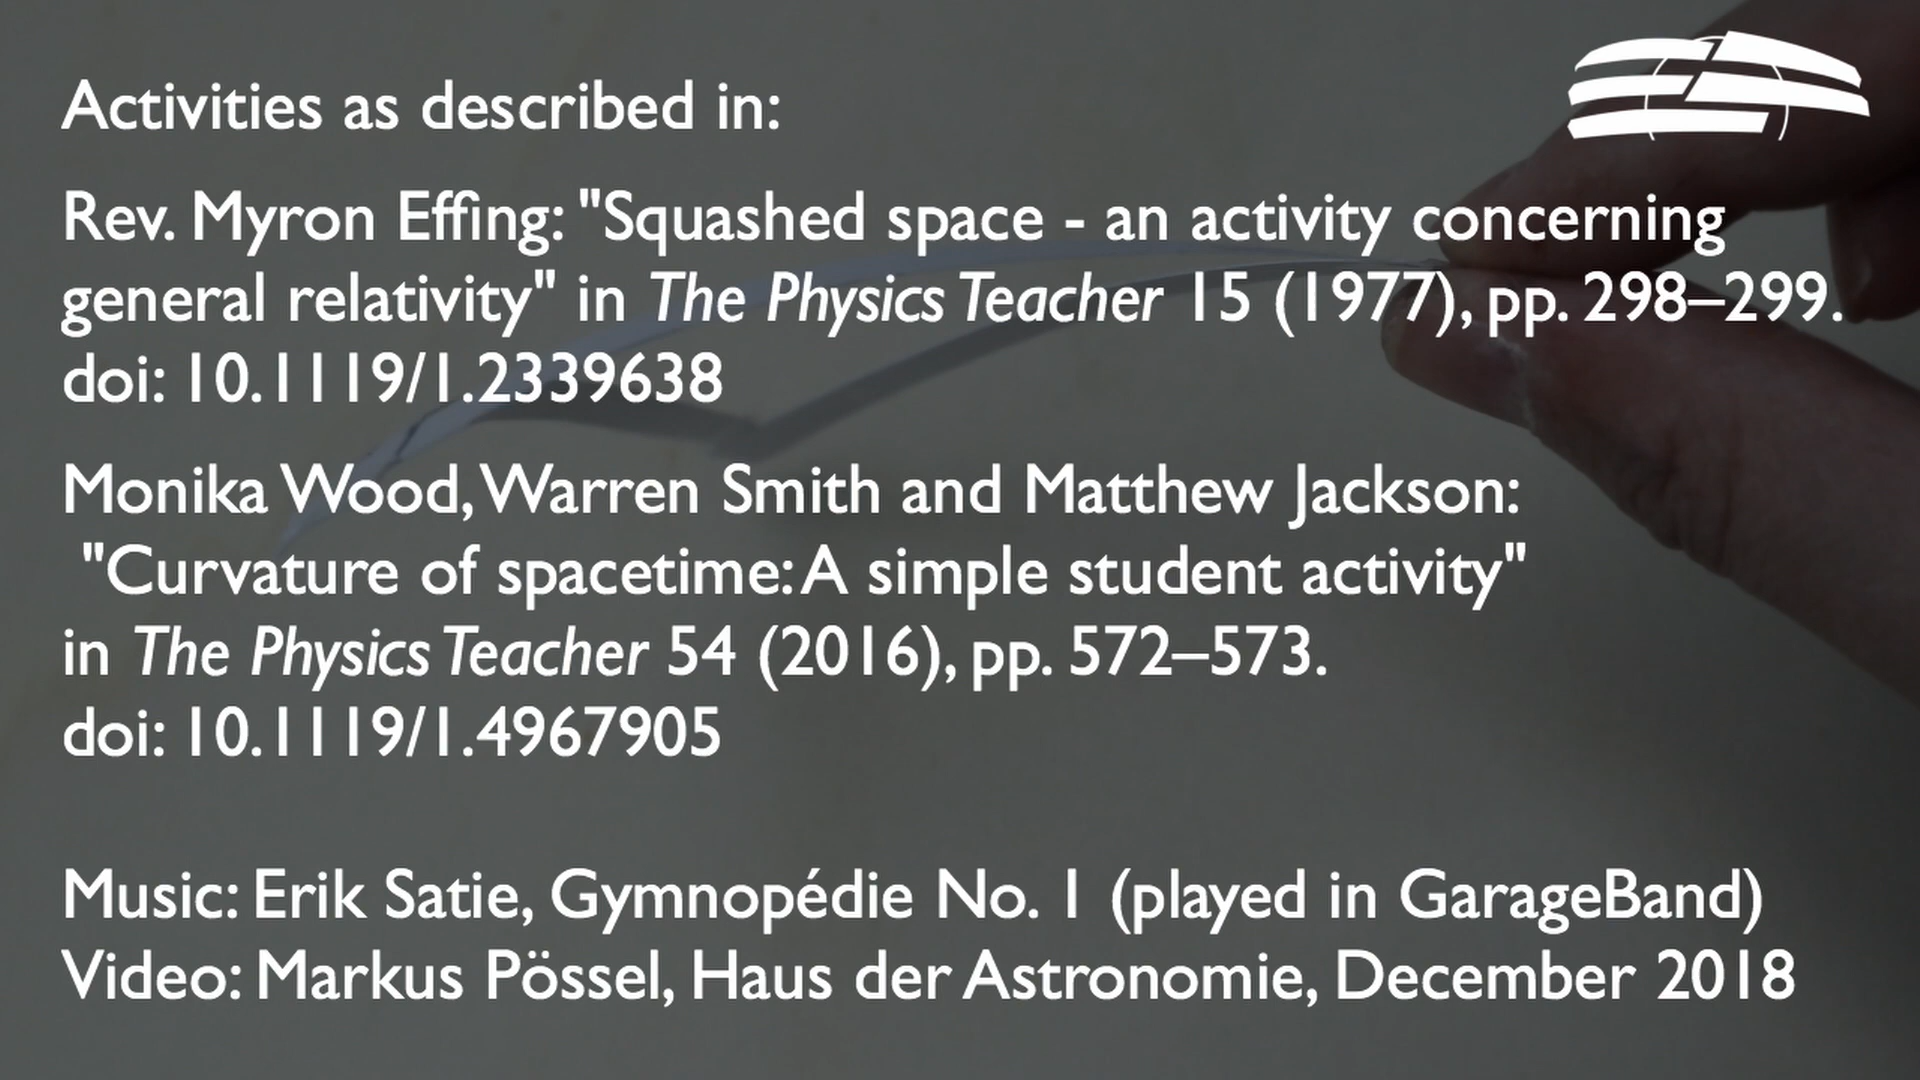 Activities as described in:
Rev. Myron Effing: "Squashed space - an activity concerning
general relativity" in The Physics Teacher 15 (1977), pp. 298–299.
doi: 10.1119/1.2339638
Monika Wood, Warren Smith and Matthew Jackson:
"Curvature of spacetime: A simple student activity"
in The Physics Teacher 54 (2016), pp. 572–573.
doi: 10.1119/1.4967905
Music: Erik Satie, Gymnopédie No. 1 (played in GarageBand)
Video: Markus Pössel, Haus der Astronomie, December 2018